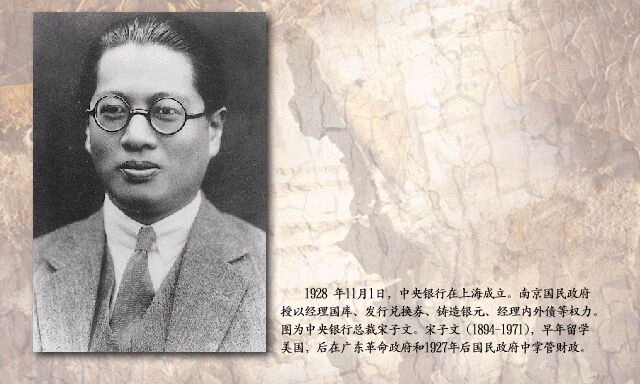 1928 年11月1日，中央银行在上海成立。南京国民政府
授以经理国库、发行兑换券、铸造银元、经理内外债等权力。
图为中央银行总裁宋子文。宋子文（1894-1971），早年留学
美国，后在广东革命政府和1927年后国民政府中掌管财政。